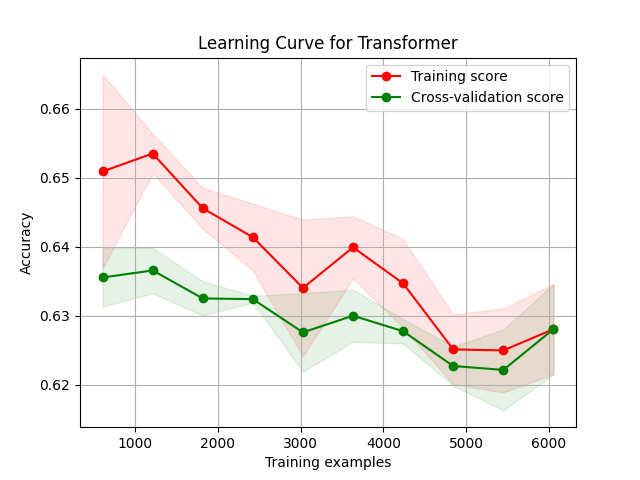 Learning Curve for Transformer
Training score
Cross-validation score
0.66
0.65
0.64
0.63
0.62
Accuracy
1000 2000 3000 4000 5000 6000
Training examples